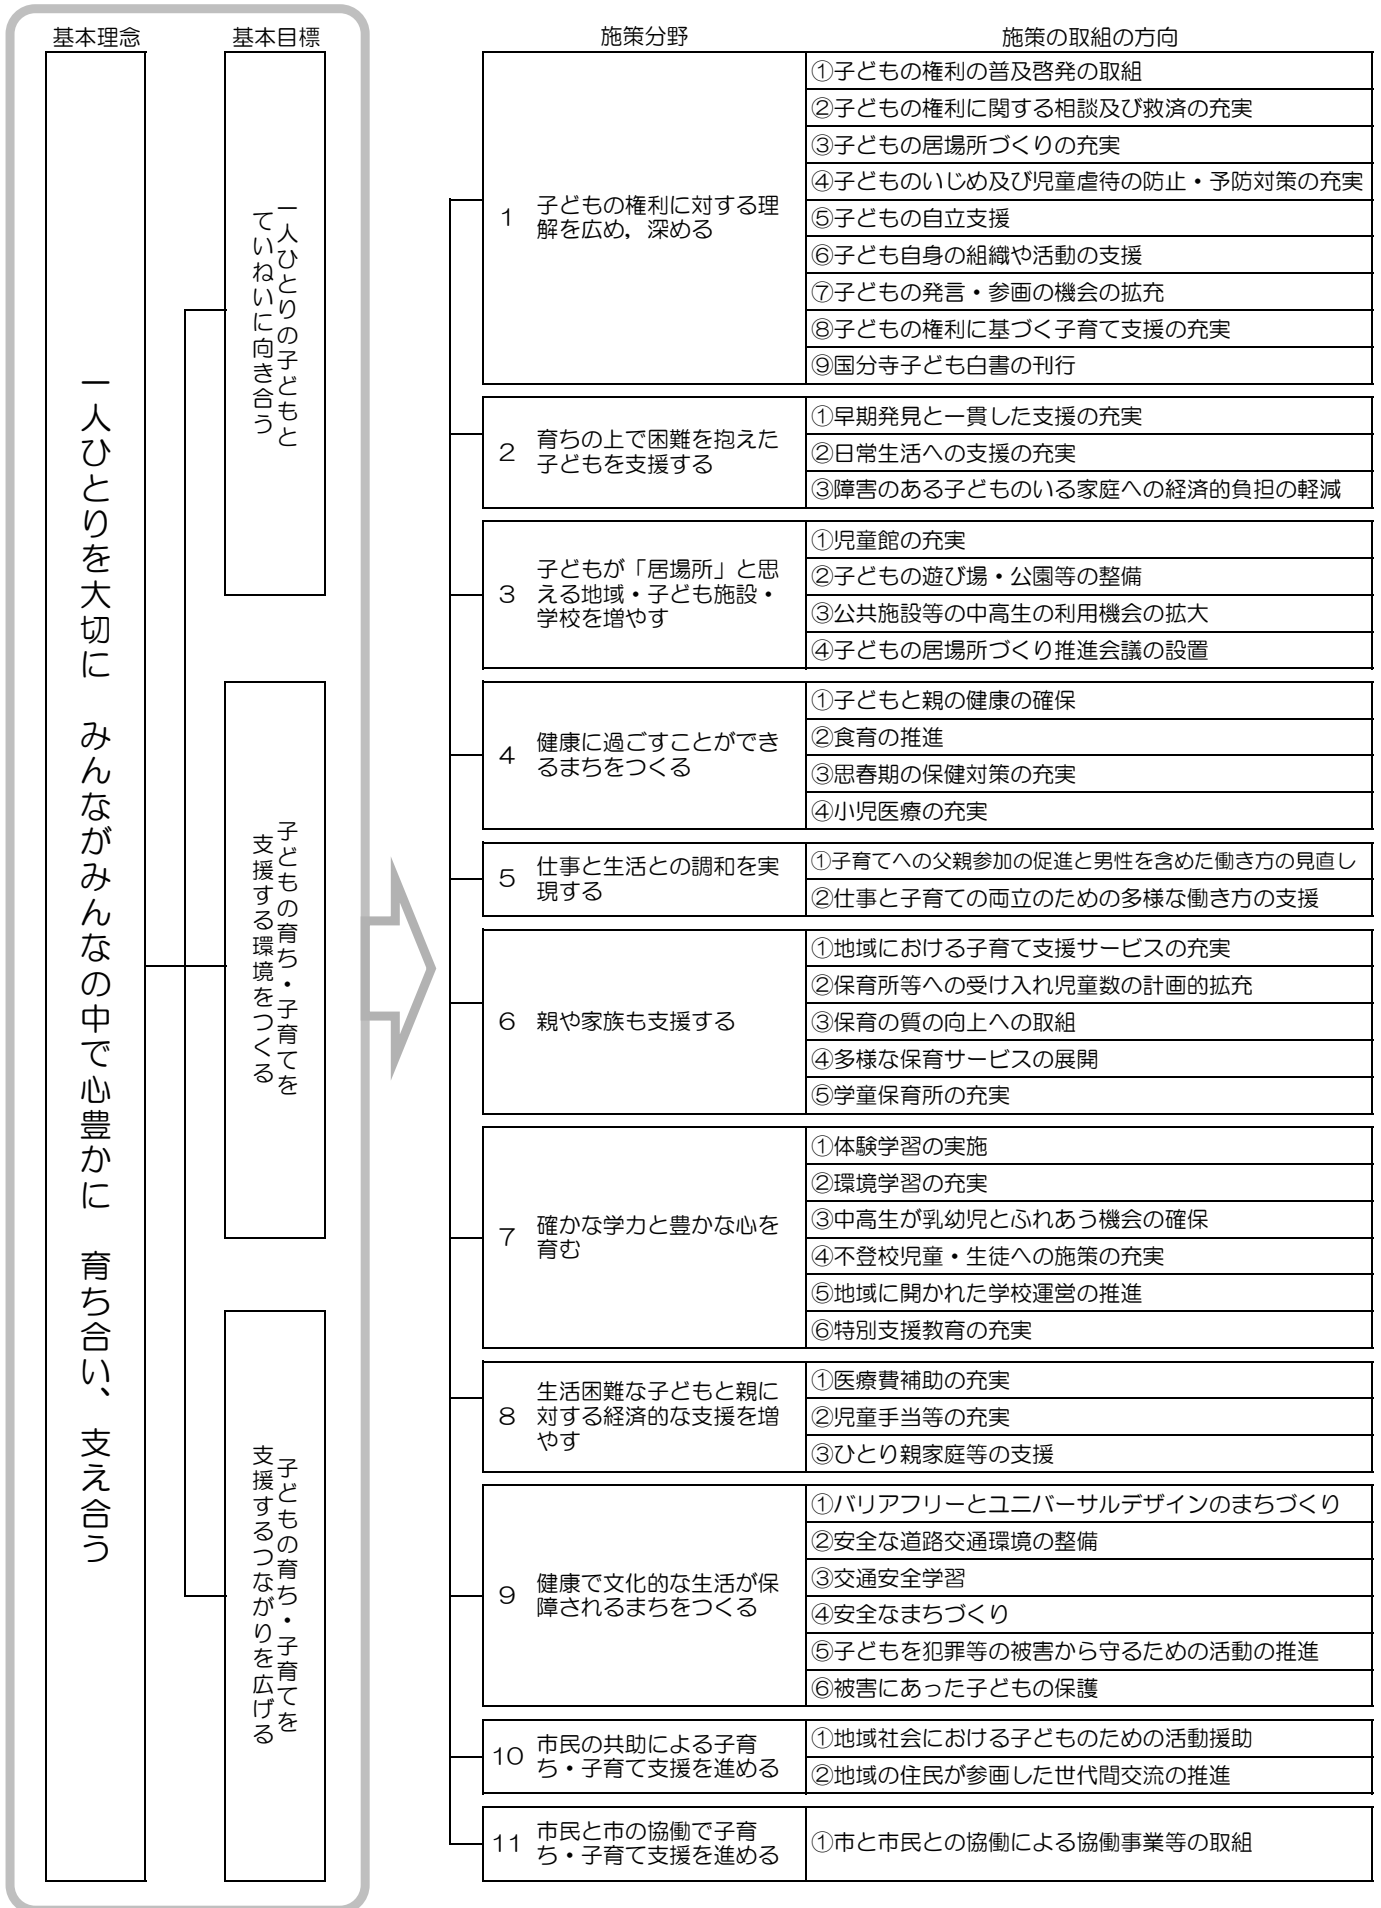 基本理念
基本目標
施策分野
施策の取組の方向
一人ひとりを大切に　みんながみんなの中で心豊かに　育ち合い、支え合う
一人ひとりの子どもと
ていねいに向き合う
子どもの育ち・子育てを
支援する環境をつくる
子どもの育ち・子育てを
支援するつながりを広げる
1
子どもの権利に対する理
解を広め，深める
①子どもの権利の普及啓発の取組
②子どもの権利に関する相談及び救済の充実
③子どもの居場所づくりの充実
④子どものいじめ及び児童虐待の防止・予防対策の充実
⑤子どもの自立支援
⑥子ども自身の組織や活動の支援
⑦子どもの発言・参画の機会の拡充
⑧子どもの権利に基づく子育て支援の充実
⑨国分寺子ども白書の刊行
2
育ちの上で困難を抱えた
子どもを支援する
①早期発見と一貫した支援の充実
②日常生活への支援の充実
③障害のある子どものいる家庭への経済的負担の軽減
3
子どもが「居場所」と思
える地域・子ども施設・
学校を増やす
①児童館の充実
②子どもの遊び場・公園等の整備
③公共施設等の中高生の利用機会の拡大
④子どもの居場所づくり推進会議の設置
4
健康に過ごすことができ
るまちをつくる
①子どもと親の健康の確保
②食育の推進
③思春期の保健対策の充実
④小児医療の充実
5
仕事と生活との調和を実
現する
①子育てへの父親参加の促進と男性を含めた働き方の見直し
②仕事と子育ての両立のための多様な働き方の支援
6
親や家族も支援する
①地域における子育て支援サービスの充実
②保育所等への受け入れ児童数の計画的拡充
③保育の質の向上への取組
④多様な保育サービスの展開
⑤学童保育所の充実
7
確かな学力と豊かな心を
育む
①体験学習の実施
②環境学習の充実
③中高生が乳幼児とふれあう機会の確保
④不登校児童・生徒への施策の充実
⑤地域に開かれた学校運営の推進
⑥特別支援教育の充実
8
生活困難な子どもと親に
対する経済的な支援を増
やす
①医療費補助の充実
②児童手当等の充実
③ひとり親家庭等の支援
9
健康で文化的な生活が保
障されるまちをつくる
①バリアフリーとユニバーサルデザインのまちづくり
②安全な道路交通環境の整備
③交通安全学習
④安全なまちづくり
⑤子どもを犯罪等の被害から守るための活動の推進
⑥被害にあった子どもの保護
10
市民の共助による子育
ち・子育て支援を進める
①地域社会における子どものための活動援助
②地域の住民が参画した世代間交流の推進
11
市民と市の協働で子育
ち・子育て支援を進める
①市と市民との協働による協働事業等の取組